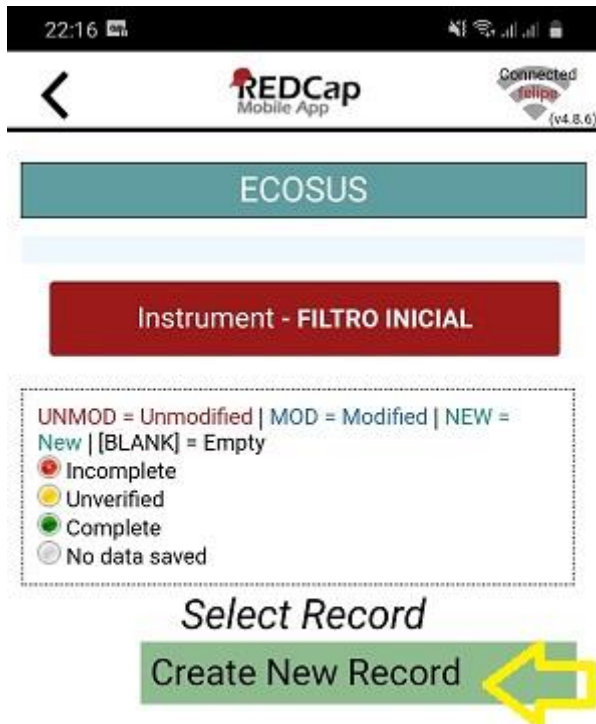 22:16
REDCap
Mobile App
Connected
felipe
(v4.8.6)
ECOSUS
Instrument - FILTRO INICIAL
UNMOD = Unmodified | MOD = Modified | NEW =
New | [BLANK] = Empty
Incomplete
Unverified
Complete
No data saved
Select Record
Create New Record